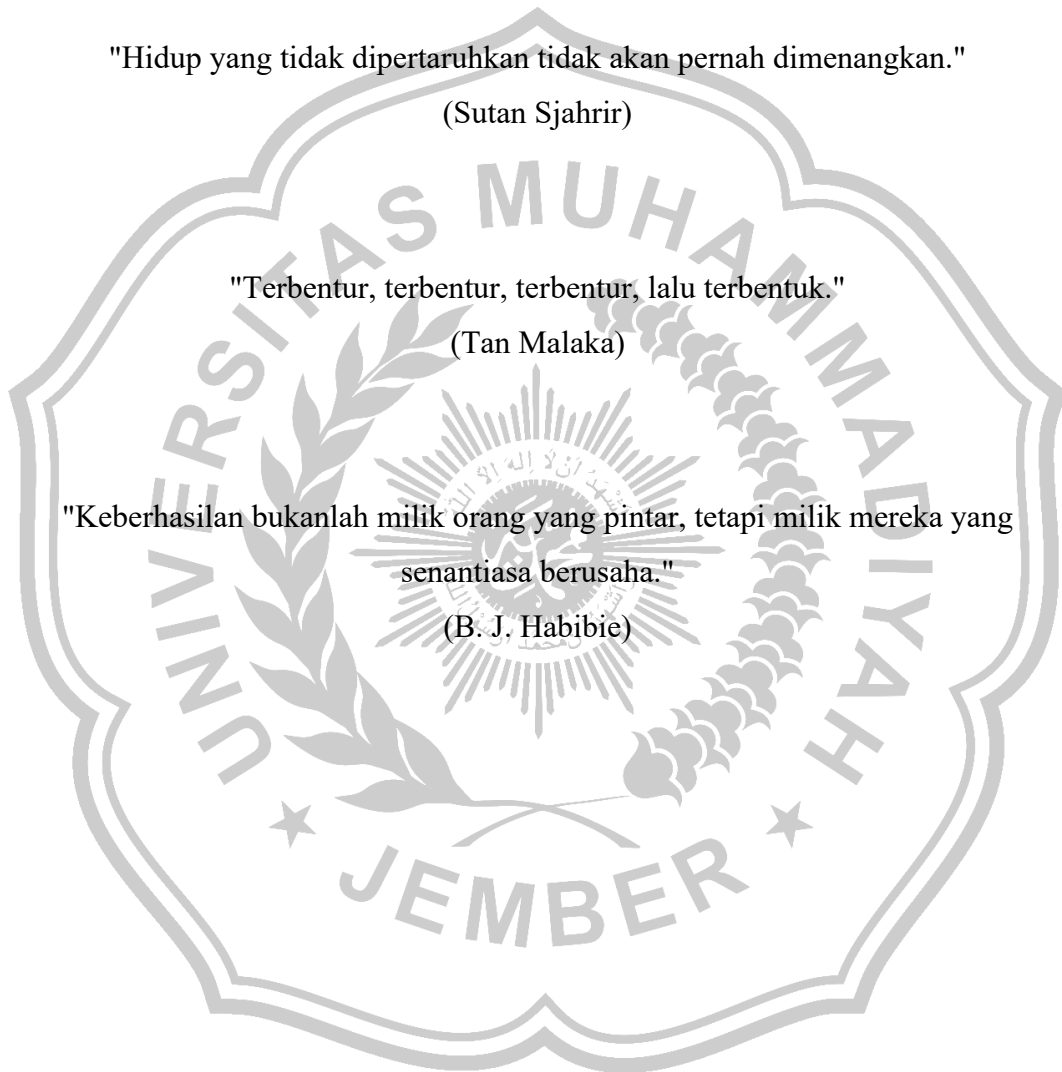 "Hidup yang tidak dipertaruhkan tidak akan pernah dimenangkan."
(Sutan Sjahrir)
UNIVERSITAS MUHAMMADIYAH
"Terbentur, terbentur, terbentur, lalu terbentuk."
(Tan Malaka)
"Keberhasilan bukanlah milik orang yang pintar, tetapi milik mereka yang
senantiasa berusaha."
(B. J. Habibie)
JEMBER